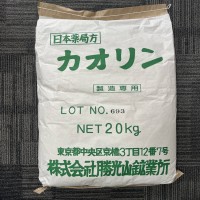 日本薬局方
カオリン
製造専用
LOT NO. 693
NET 20kg.
東京都中央区京橋3丁目12番7号
株式会社勝光山鉱業所